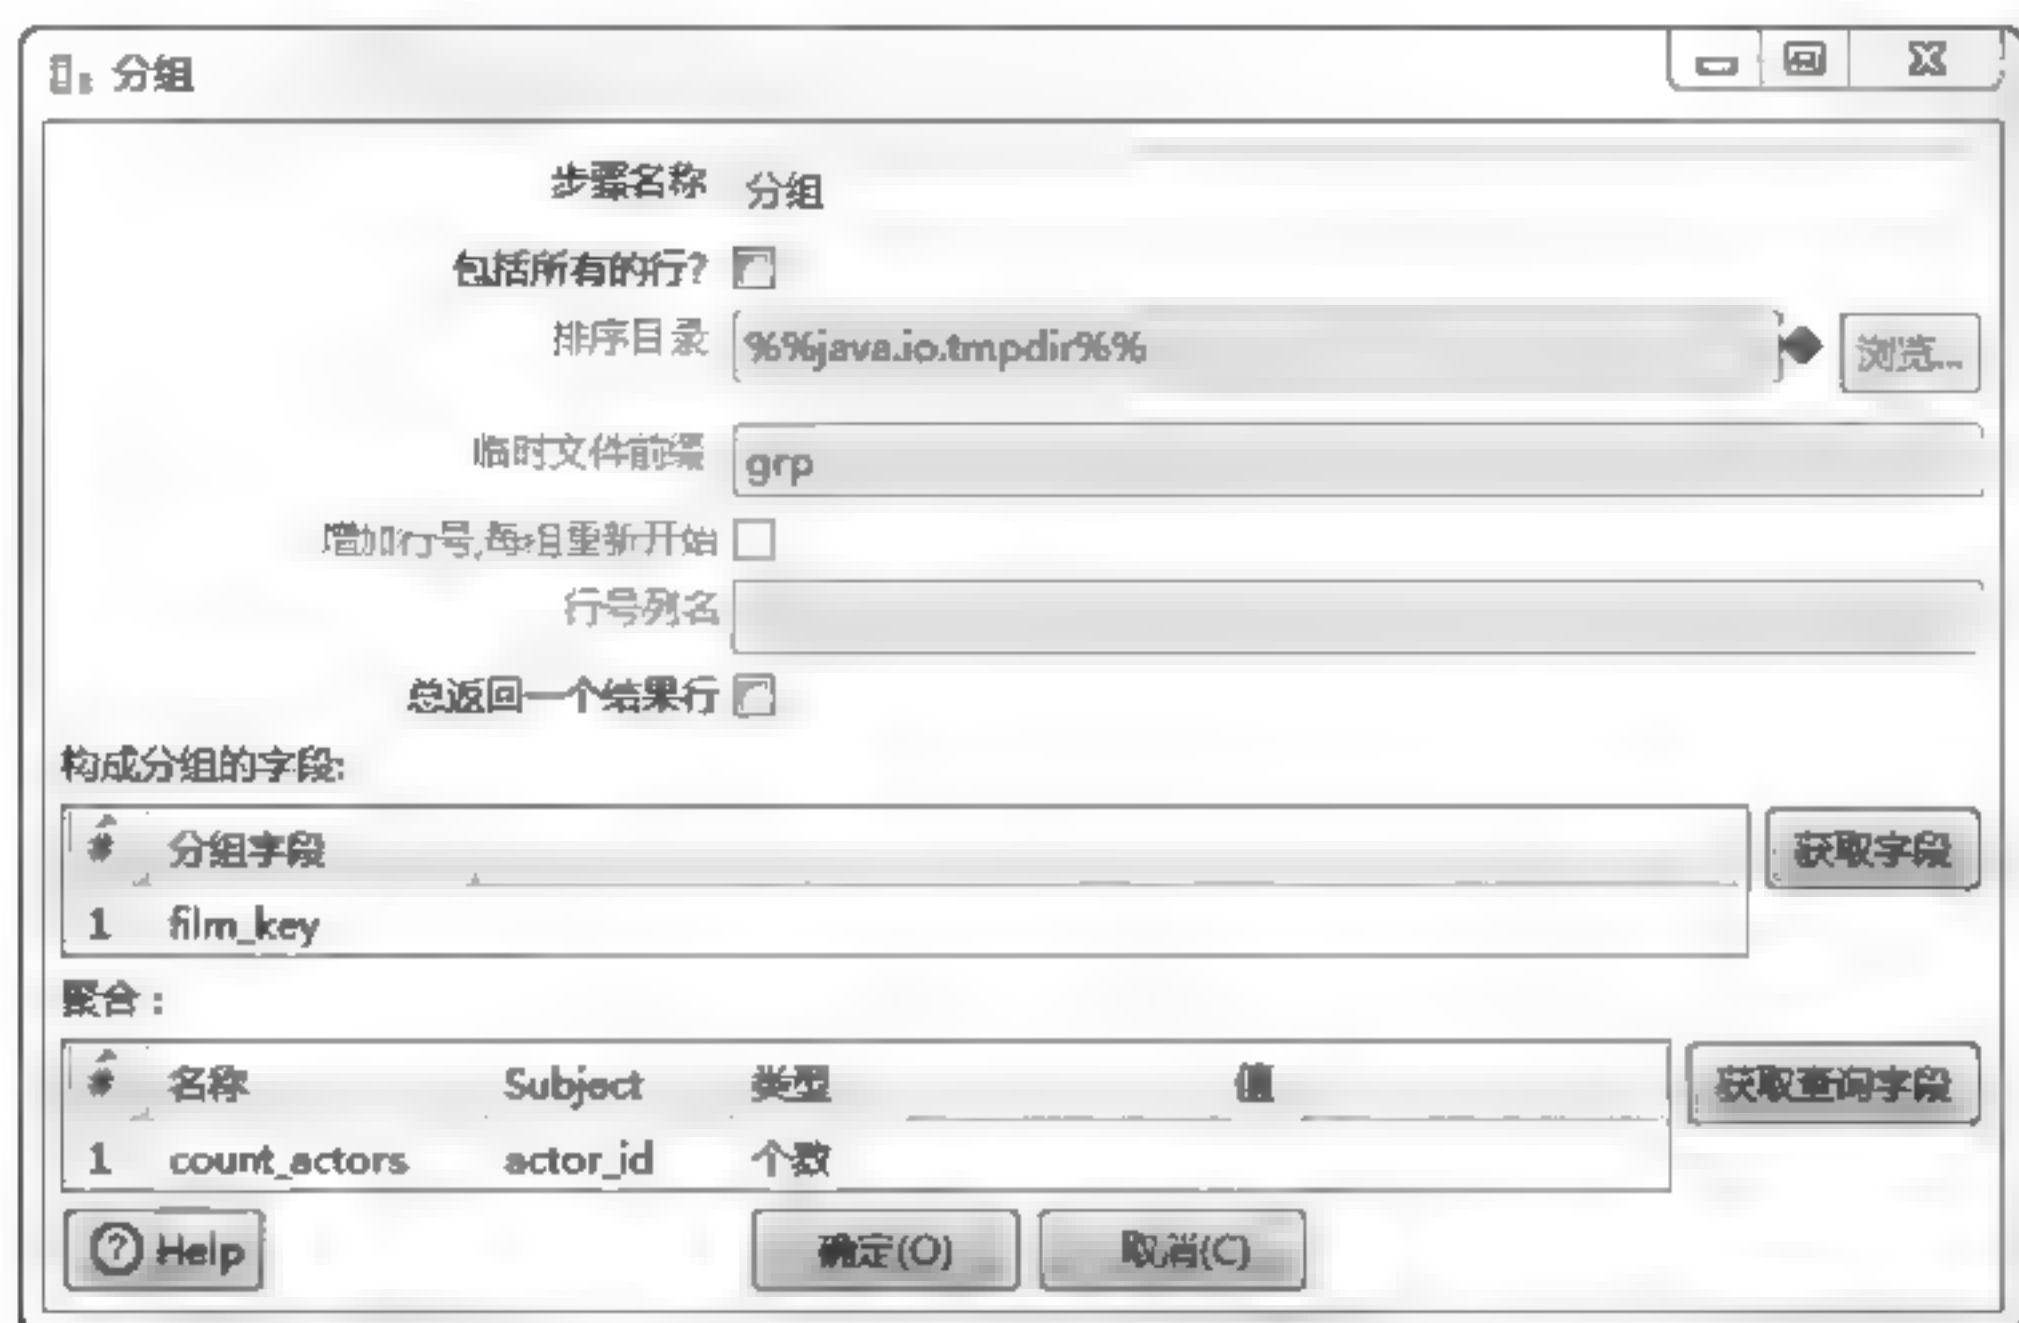 分组
步骤名称 分组
包括所有的行?
排序目录 %%java.io.tmpdir%% 浏览...
临时文件前缀 grp
增加行号,每组重新开始
行号列名
总返回一个结果行
构成分组的字段:
# 分组字段 获取字段
1 film_key
聚合:
# 名称 Subject 类型 值 获取查询字段
1 count_actors actor_id 个数
Help 确定(O) 取消(C)